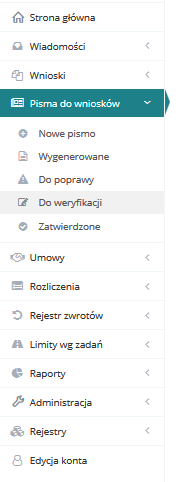 Strona główna
Wiadomości
Wnioski
Pisma do wniosków
Nowe pismo
Wygenerowane
Do poprawy
Do weryfikacji
Zatwierdzone
Umowy
Rozliczenia
Rejestr zwrotów
Limity wg zadań
Raporty
Administracja
Rejestry
Edycja konta